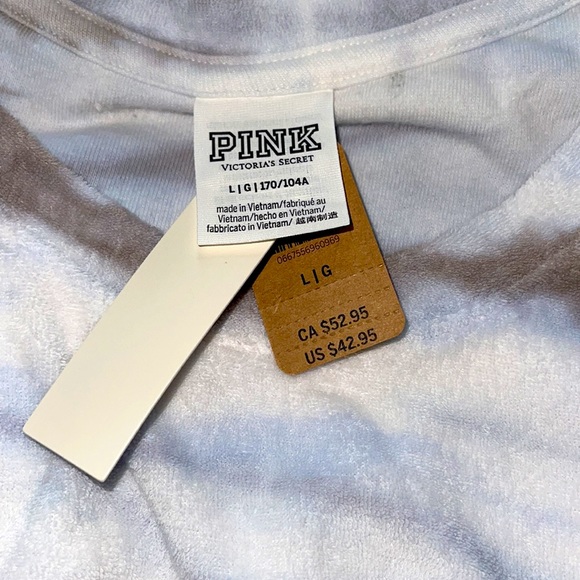 PINK
VICTORIA'S SECRET
L | G | 170/104A
made in Vietnam/fabriqué au
Vietnam/hecho en Vietnam/
fabbricato in Vietnam/ 越南制造
0667556960969
L|G
CA $52.95
US $42.95